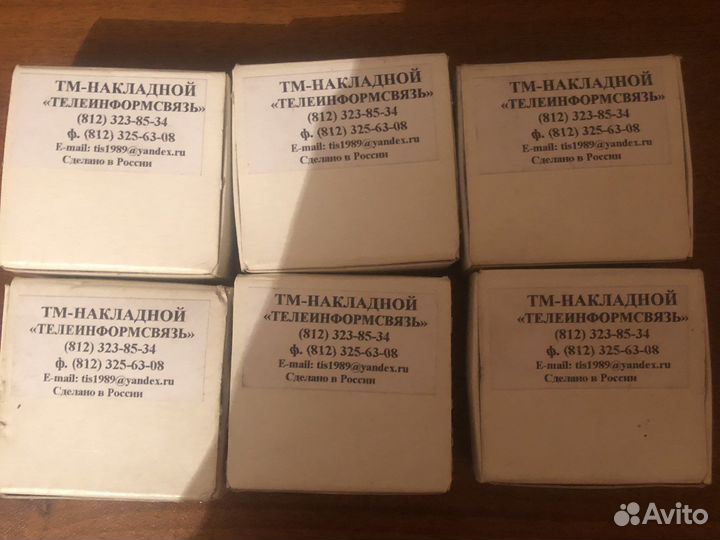 ТМ-НАКЛАДНОЙ
«ТЕЛЕИНФОРМСВЯЗЬ»
(812) 323-85-34
ф. (812) 325-63-08
E-mail: tis1989@yandex.ru
Сделано в России
ТМ-НАКЛАДНОЙ
«ТЕЛЕИНФОРМСВЯЗЬ»
(812) 323-85-34
ф. (812) 325-63-08
E-mail: tis1989@yandex.ru
Сделано в России
ТМ-НАКЛАДНОЙ
«ТЕЛЕИНФОРМСВЯЗЬ»
(812) 323-85-34
ф. (812) 325-63-08
E-mail: tis1989@yandex.ru
Сделано в России
ТМ-НАКЛАДНОЙ
«ТЕЛЕИНФОРМСВЯЗЬ»
(812) 323-85-34
ф. (812) 325-63-08
E-mail: tis1989@yandex.ru
Сделано в России
ТМ-НАКЛАДНОЙ
«ТЕЛЕИНФОРМСВЯЗЬ»
(812) 323-85-34
ф. (812) 325-63-08
E-mail: tis1989@yandex.ru
Сделано в России
ТМ-НАКЛАДНОЙ
«ТЕЛЕИНФОРМСВЯЗЬ»
(812) 323-85-34
ф. (812) 325-63-08
E-mail: tis1989@yandex.ru
Сделано в России
Avito